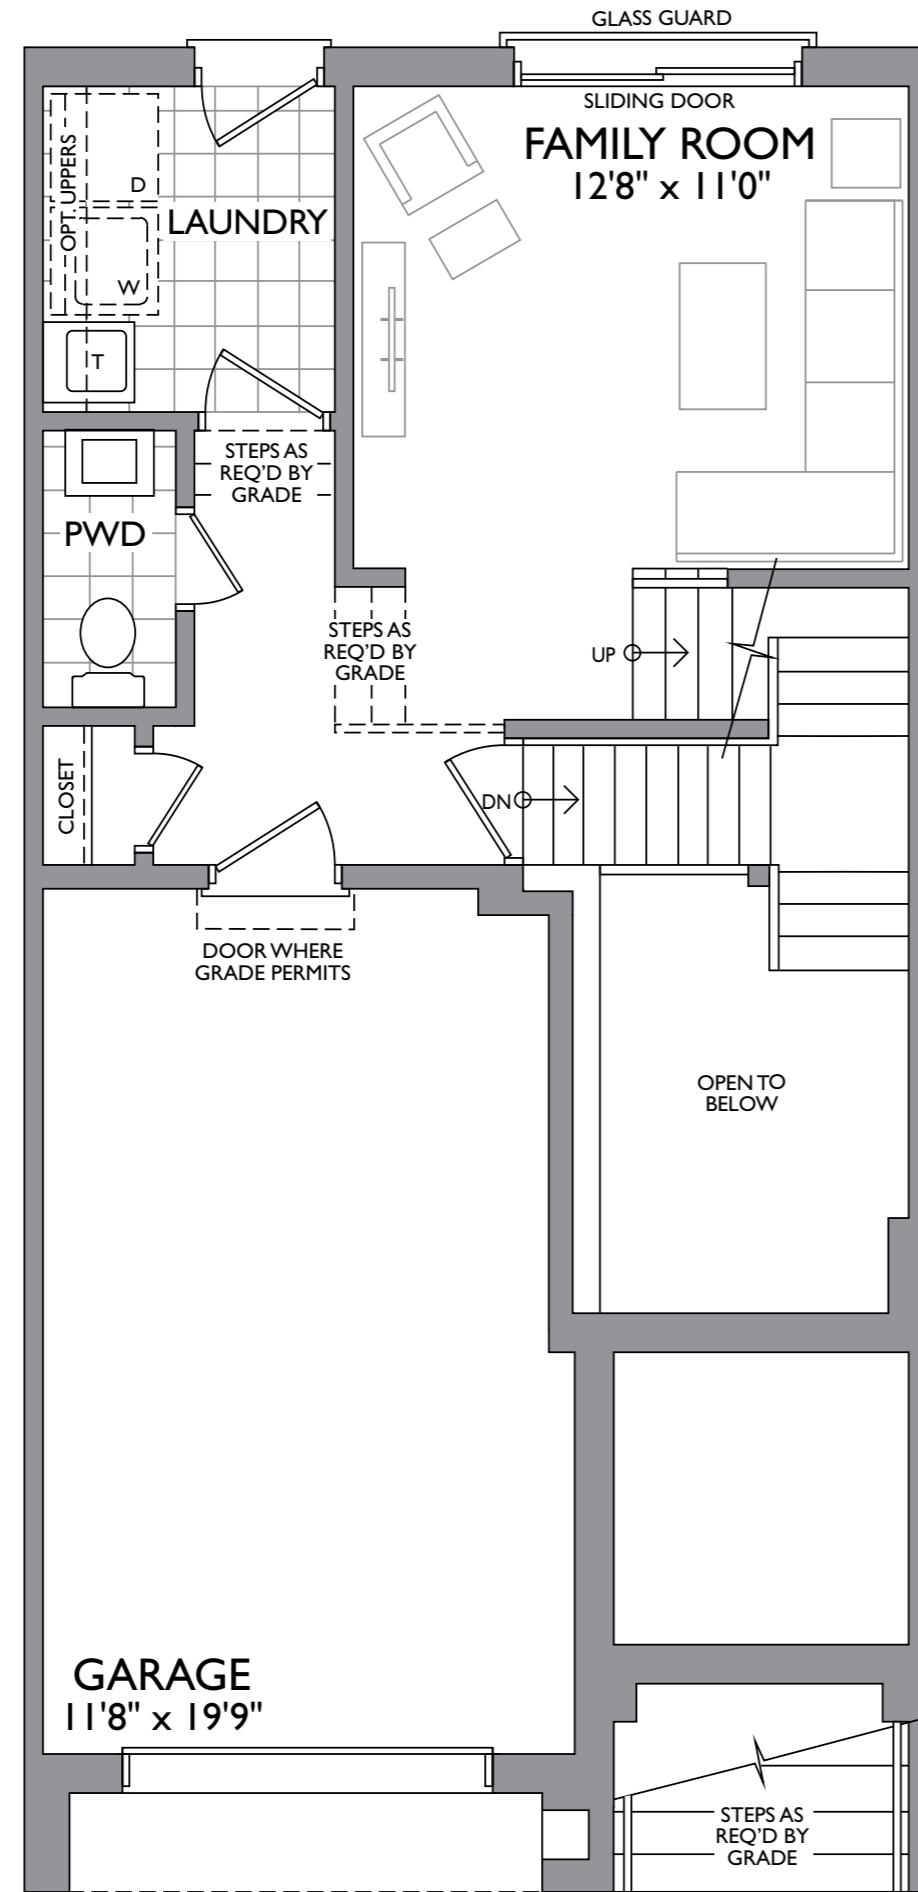 GLASS GUARD
SLIDING DOOR
FAMILY ROOM
12'8" x 11'0"
OPT. UPPERS
D
LAUNDRY
W
T
STEPS AS
REQ'D BY
GRADE
PWD
STEPS AS
REQ'D BY
GRADE
UP
CLOSET
DN
DOOR WHERE
GRADE PERMITS
OPEN TO
BELOW
GARAGE
11'8" x 19'9"
STEPS AS
REQ'D BY
GRADE